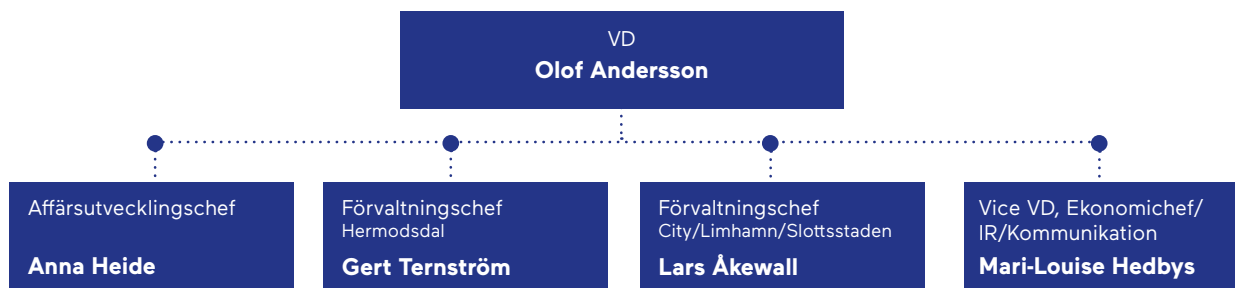 VD
Olof Andersson
Affärsutvecklingschef
Anna Heide
Förvaltningschef
Hermodsdal
Gert Ternström
Förvaltningschef
City/Limhamn/Slottsstaden
Lars Åkewall
Vice VD, Ekonomichef/
IR/Kommunikation
Mari-Louise Hedbys